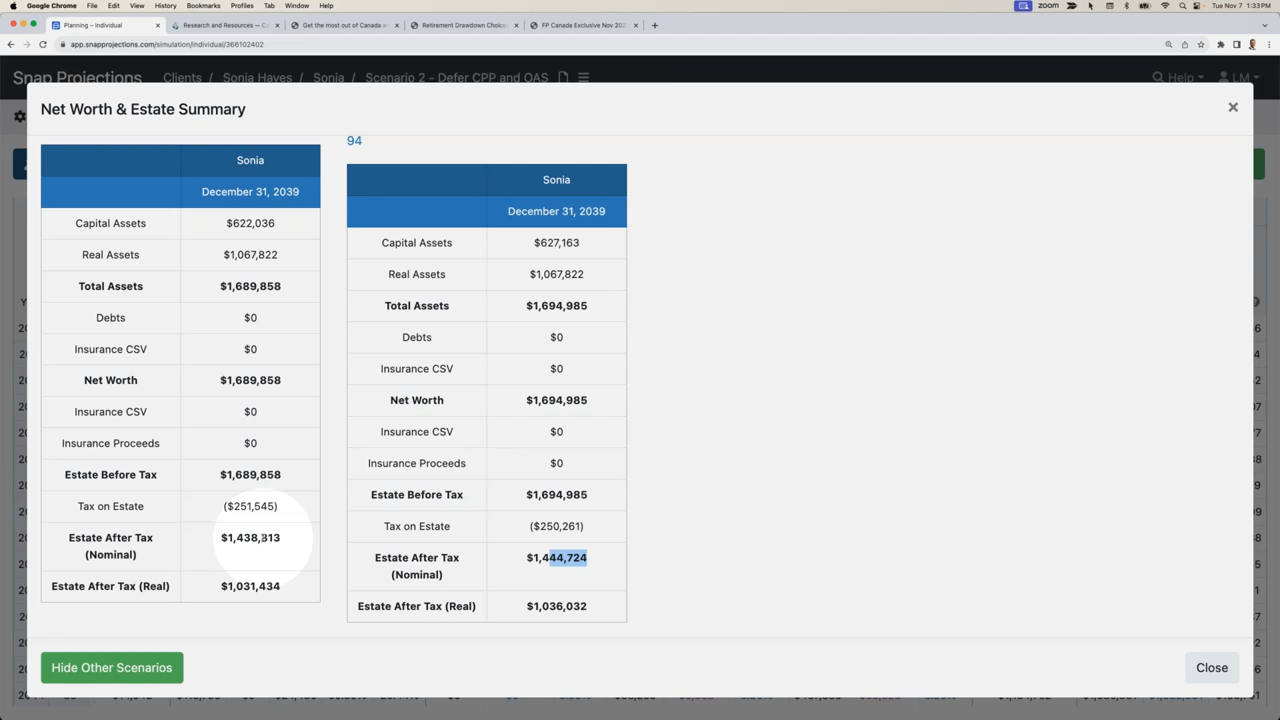 Google Chrome File Edit View History Bookmarks Profiles Tab Window Help zoom Tue Nov 7 1:33 PM
Planning – Individual Research and Resources — C Get the most out of Canada a Retirement Drawdown Choice FP Canada Exclusive Nov 202
app.snapprojections.com/simulation/individual/366102402
Snap Projections Clients / Sonia Hayes / Sonia / Scenario 2 - Defer CPP and OAS Help LM
Net Worth & Estate Summary ×
94
Sonia
December 31, 2039
Capital Assets $622,036
Real Assets $1,067,822
Total Assets $1,689,858
Debts $0
Insurance CSV $0
Net Worth $1,689,858
Insurance CSV $0
Insurance Proceeds $0
Estate Before Tax $1,689,858
Tax on Estate ($251,545)
Estate After Tax $1,438,313
(Nominal)
Estate After Tax (Real) $1,031,434
Sonia
December 31, 2039
Capital Assets $627,163
Real Assets $1,067,822
Total Assets $1,694,985
Debts $0
Insurance CSV $0
Net Worth $1,694,985
Insurance CSV $0
Insurance Proceeds $0
Estate Before Tax $1,694,985
Tax on Estate ($250,261)
Estate After Tax $1,444,724
(Nominal)
Estate After Tax (Real) $1,036,032
Hide Other Scenarios Close